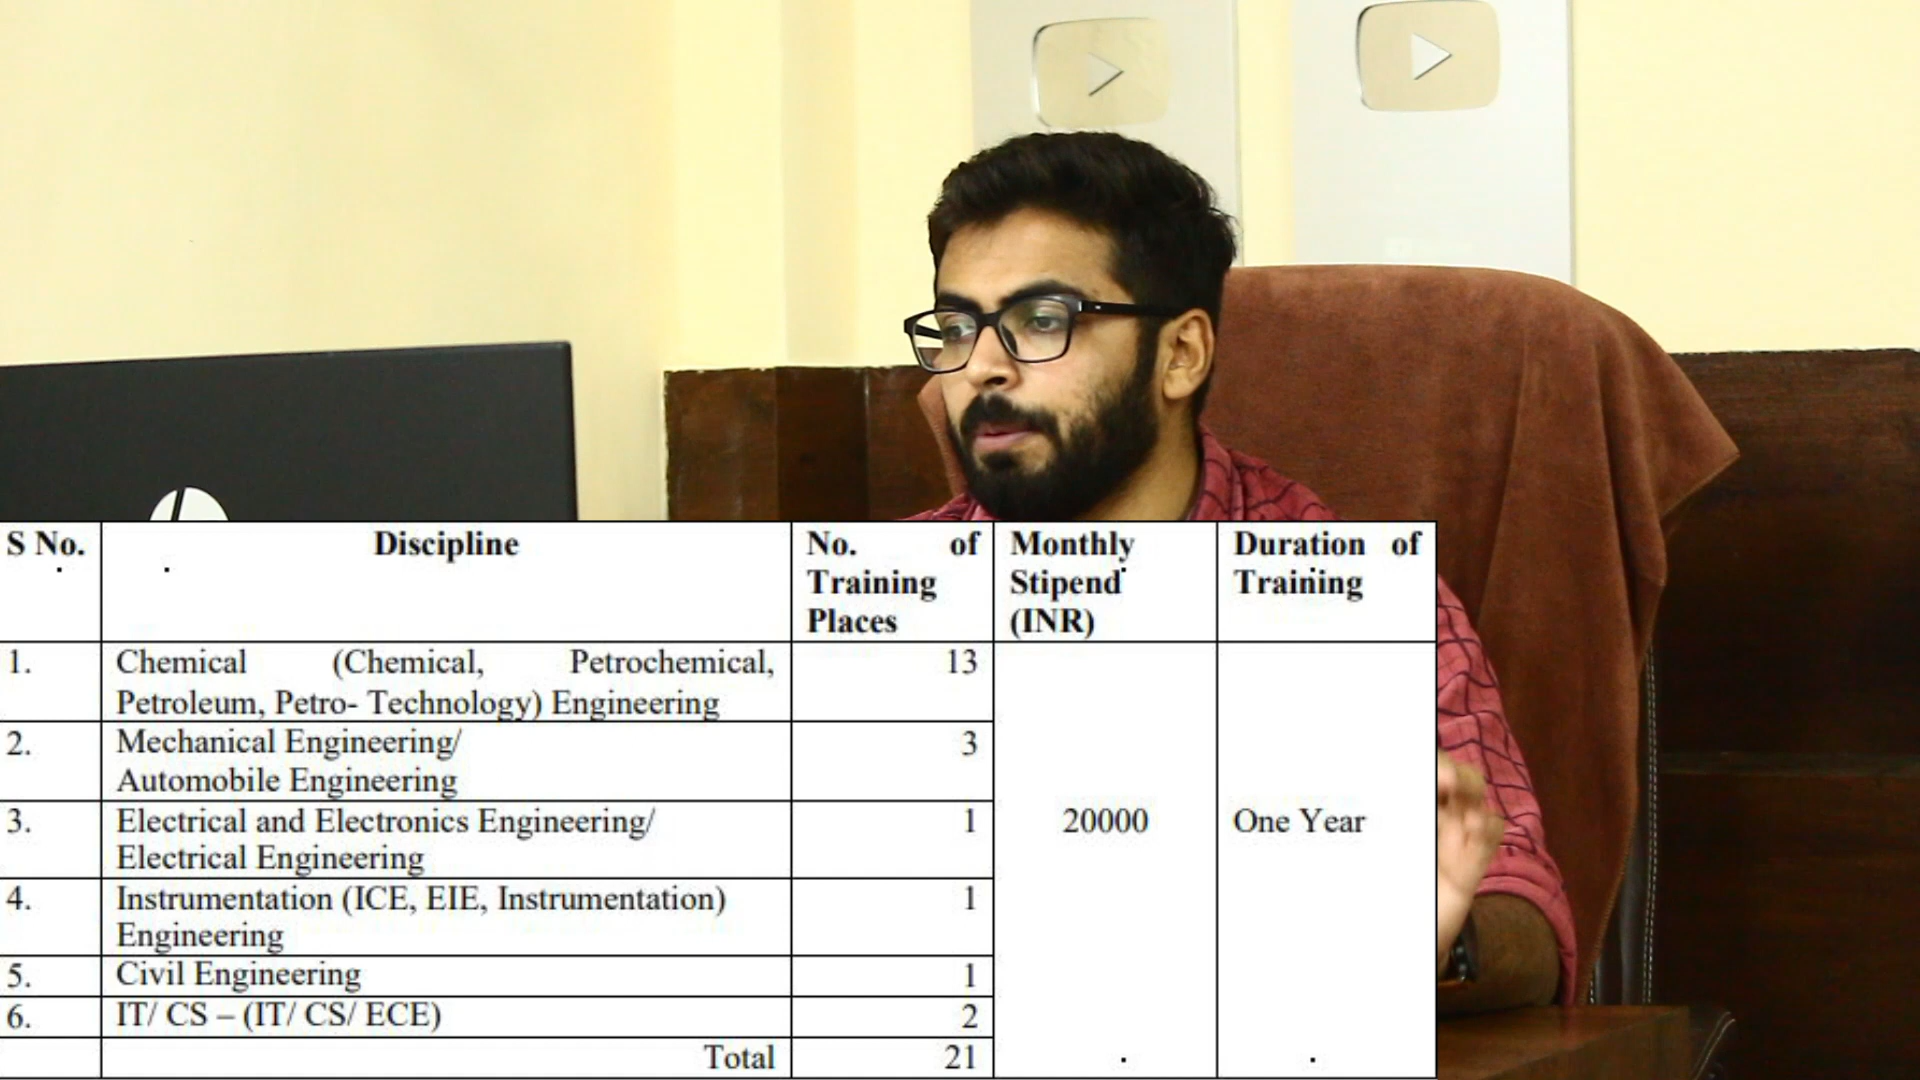 S No.
Discipline
No. of
Training
Places
Monthly
Stipend
(INR)
Duration of
Training
1.
Chemical (Chemical, Petrochemical,
Petroleum, Petro- Technology) Engineering
13
2.
Mechanical Engineering/
Automobile Engineering
3
3.
Electrical and Electronics Engineering/
Electrical Engineering
1
20000
One Year
4.
Instrumentation (ICE, EIE, Instrumentation)
Engineering
1
5.
Civil Engineering
1
6.
IT/ CS – (IT/ CS/ ECE)
2
Total
21